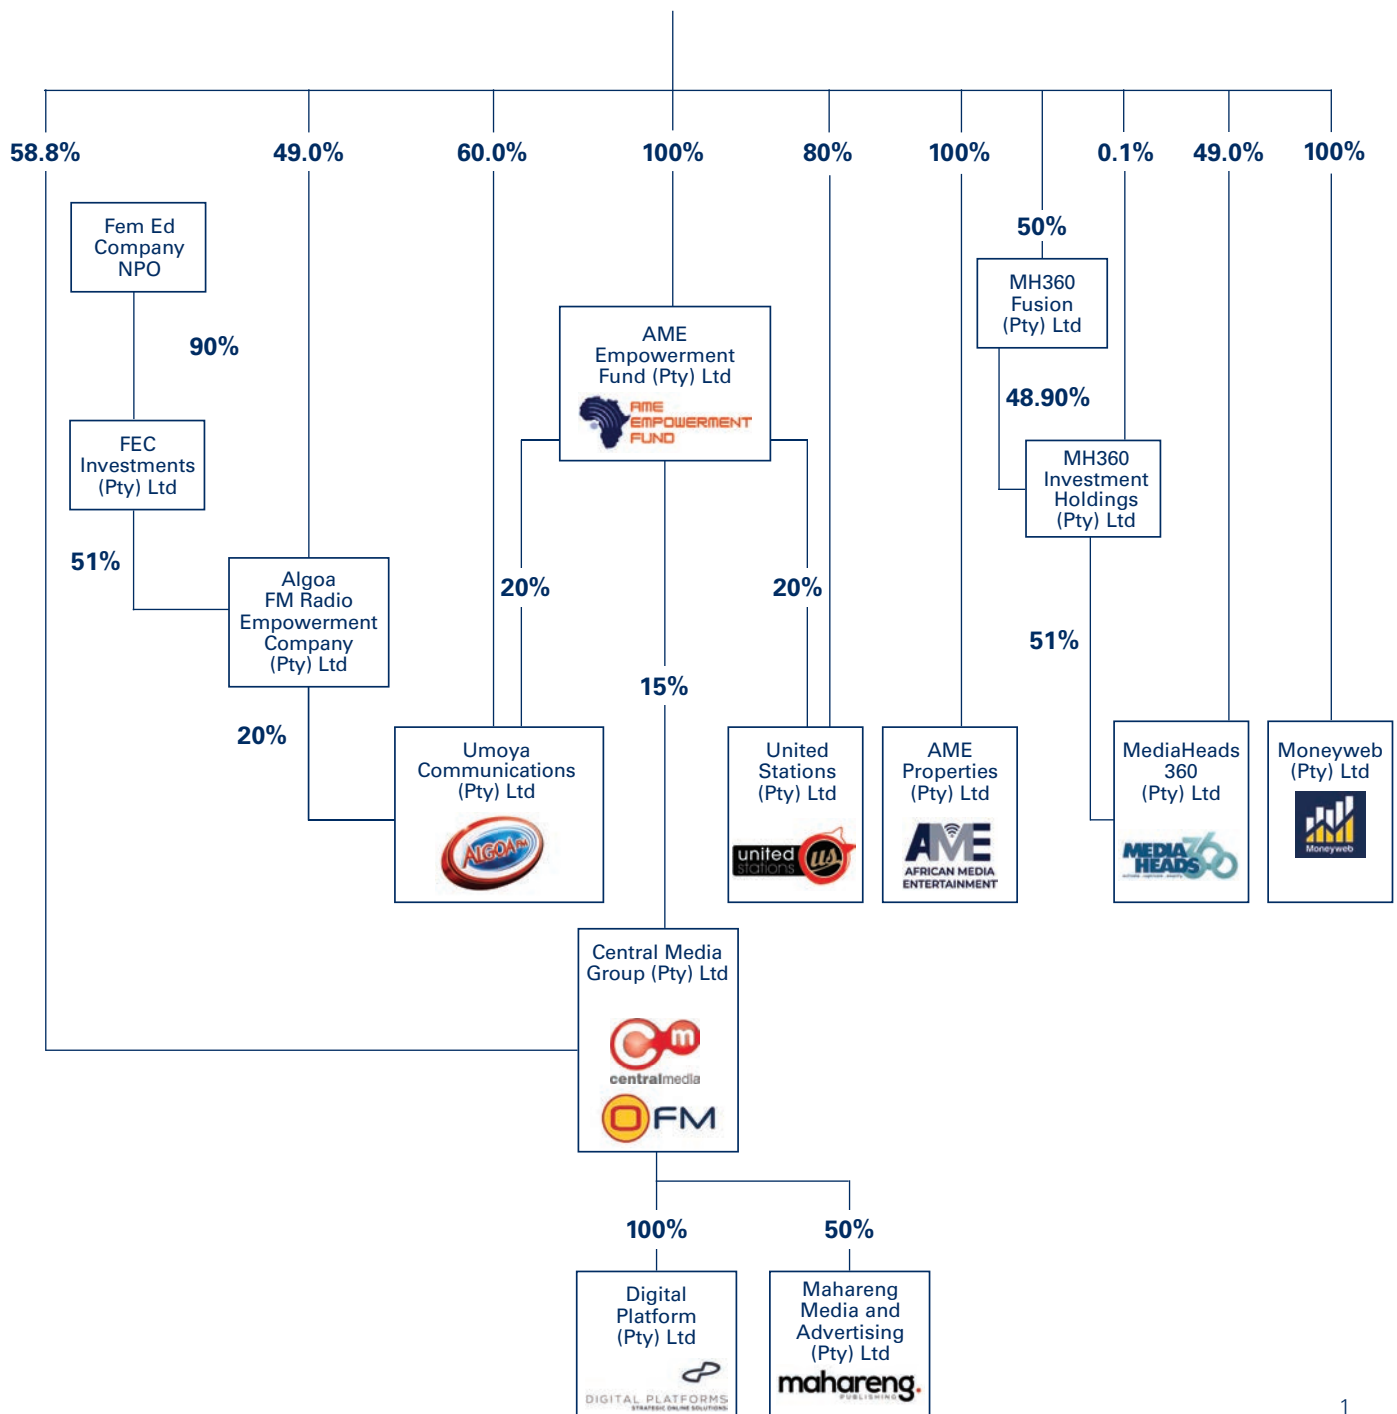 58.8%
49.0%
60.0%
100%
80%
100%
0.1%
49.0%
100%
50%
Fem Ed
Company
NPO
90%
FEC
Investments
(Pty) Ltd
51%
Algoa
FM Radio
Empowerment
Company
(Pty) Ltd
20%
AME
Empowerment
Fund (Pty) Ltd
AME
EMPOWERMENT
FUND
20%
15%
20%
MH360
Fusion
(Pty) Ltd
48.90%
MH360
Investment
Holdings
(Pty) Ltd
51%
Umoya
Communications
(Pty) Ltd
ALGOA FM
United
Stations
(Pty) Ltd
united
stations
us
AME
Properties
(Pty) Ltd
AME
AFRICAN MEDIA
ENTERTAINMENT
MediaHeads
360
(Pty) Ltd
MEDIA
HEADS
360
Moneyweb
(Pty) Ltd
Moneyweb
Central Media
Group (Pty) Ltd
Cm
centralmedia
OFM
100%
50%
Digital
Platform
(Pty) Ltd
DIGITAL PLATFORMS
STRATEGIC ONLINE SOLUTIONS
Mahareng
Media and
Advertising
(Pty) Ltd
mahareng.
PUBLISHING
1